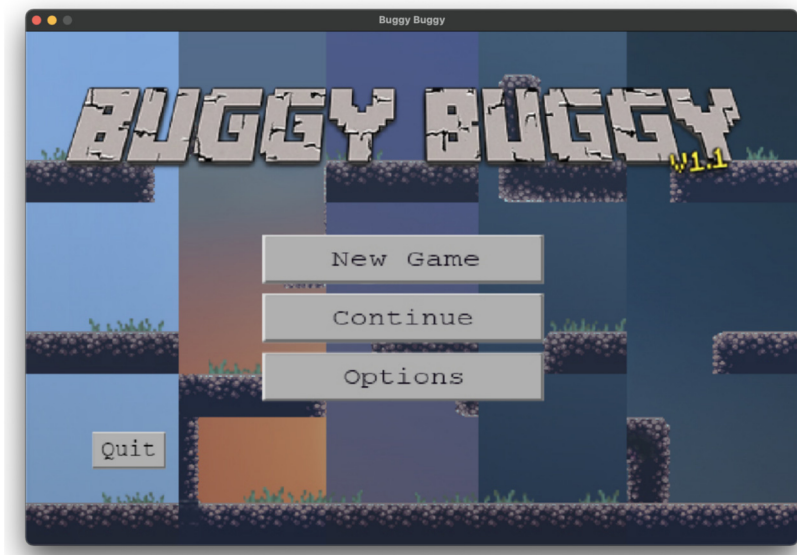 Buggy Buggy
BUGGY BUGGY
V1.1
New Game
Continue
Options
Quit